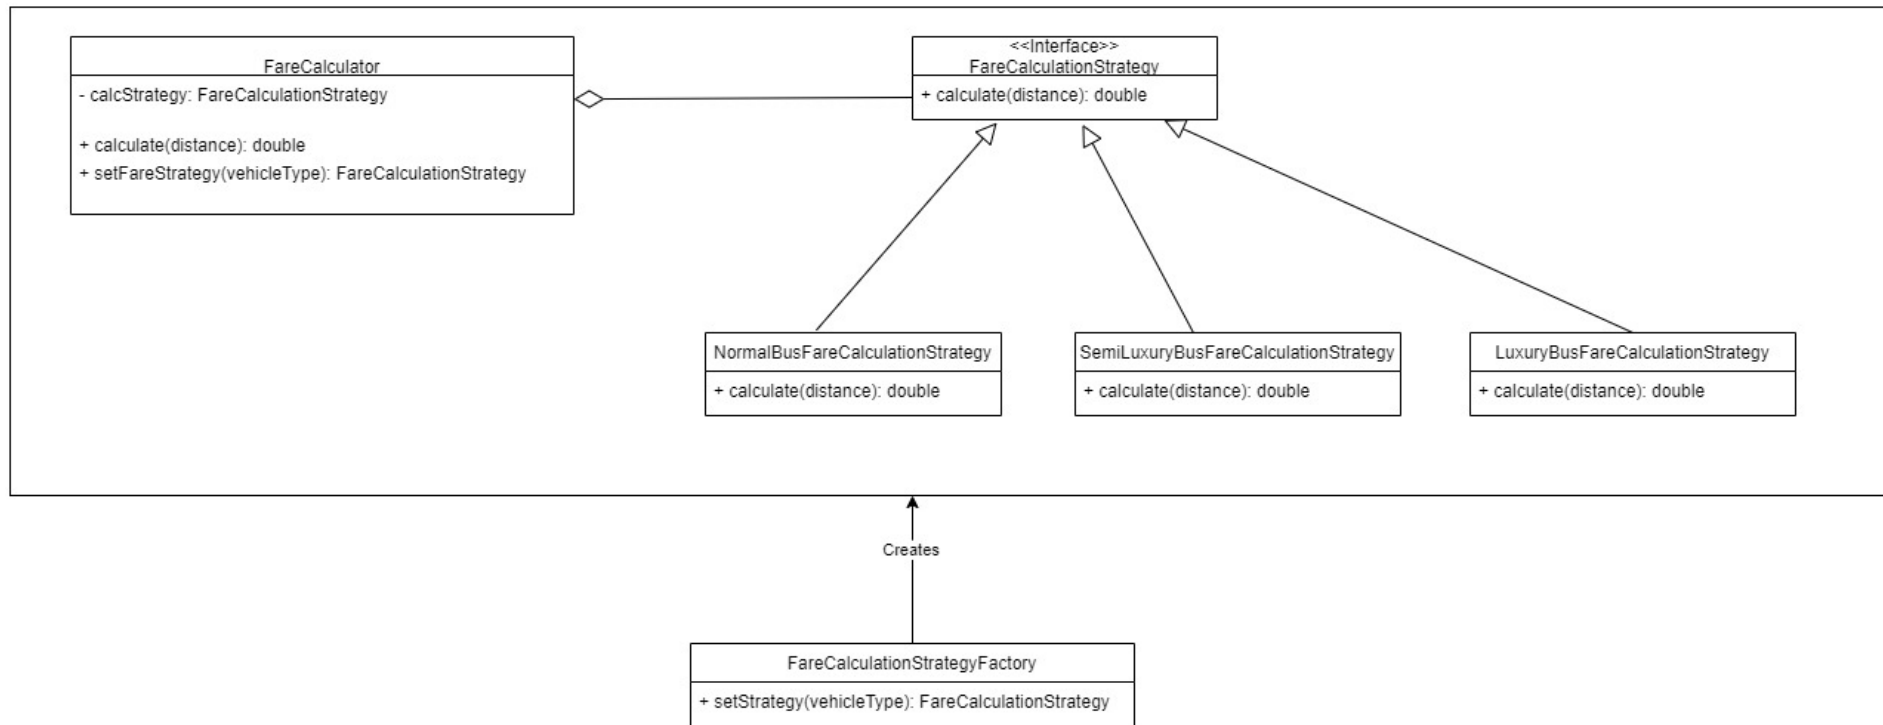 FareCalculator
- calcStrategy: FareCalculationStrategy
+ calculate(distance): double
+ setFareStrategy(vehicleType): FareCalculationStrategy
<<Interface>>
FareCalculationStrategy
+ calculate(distance): double
NormalBusFareCalculationStrategy
+ calculate(distance): double
SemiLuxuryBusFareCalculationStrategy
+ calculate(distance): double
LuxuryBusFareCalculationStrategy
+ calculate(distance): double
Creates
FareCalculationStrategyFactory
+ setStrategy(vehicleType): FareCalculationStrategy